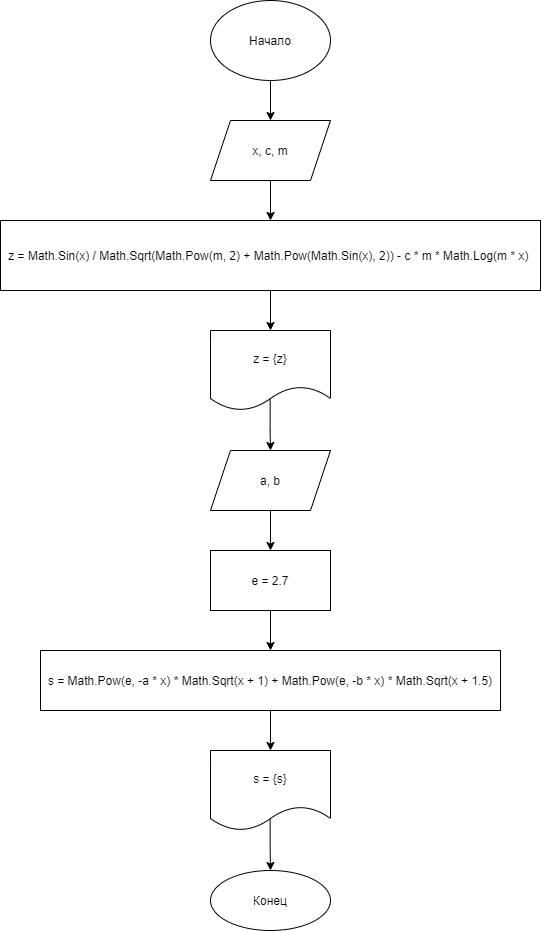 Начало
x, c, m
z = Math.Sin(x) / Math.Sqrt(Math.Pow(m, 2) + Math.Pow(Math.Sin(x), 2)) - c * m * Math.Log(m * x)
z = {z}
a, b
e = 2.7
s = Math.Pow(e, -a * x) * Math.Sqrt(x + 1) + Math.Pow(e, -b * x) * Math.Sqrt(x + 1.5)
s = {s}
Конец